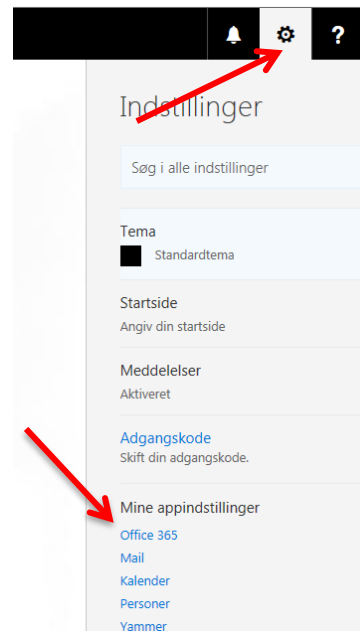 ?
Indstillinger
Søg i alle indstillinger
Tema
Standardtema
Startside
Angiv din startside
Meddelelser
Aktiveret
Adgangskode
Skift din adgangskode.
Mine appindstillinger
Office 365
Mail
Kalender
Personer
Yammer